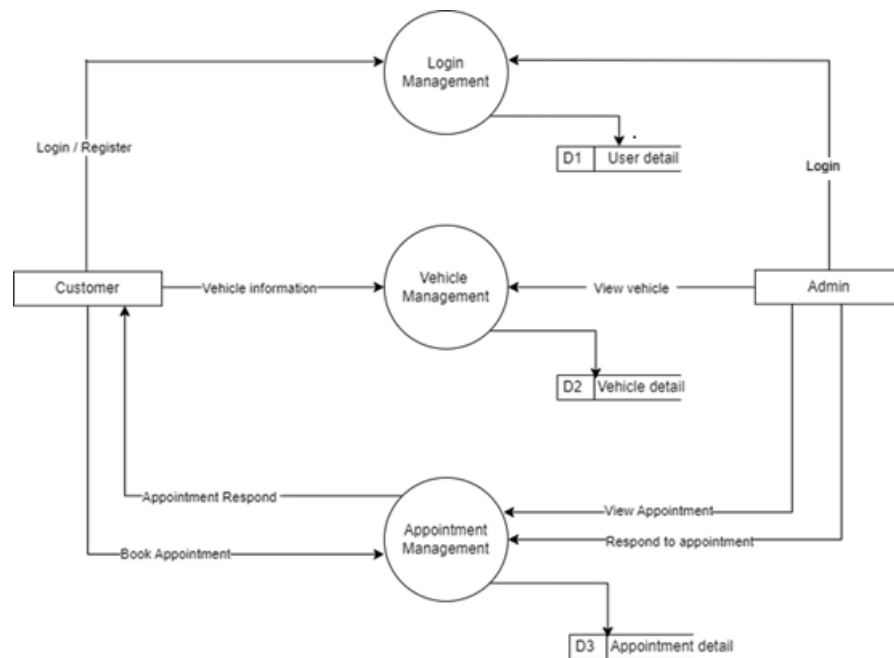 Login
Management
Login / Register
D1 User detail
Login
Customer
Vehicle information
Vehicle
Management
View vehicle
Admin
D2 Vehicle detail
Appointment Respond
View Appointment
Appointment
Management
Book Appointment
Respond to appointment
D3 Appointment detail